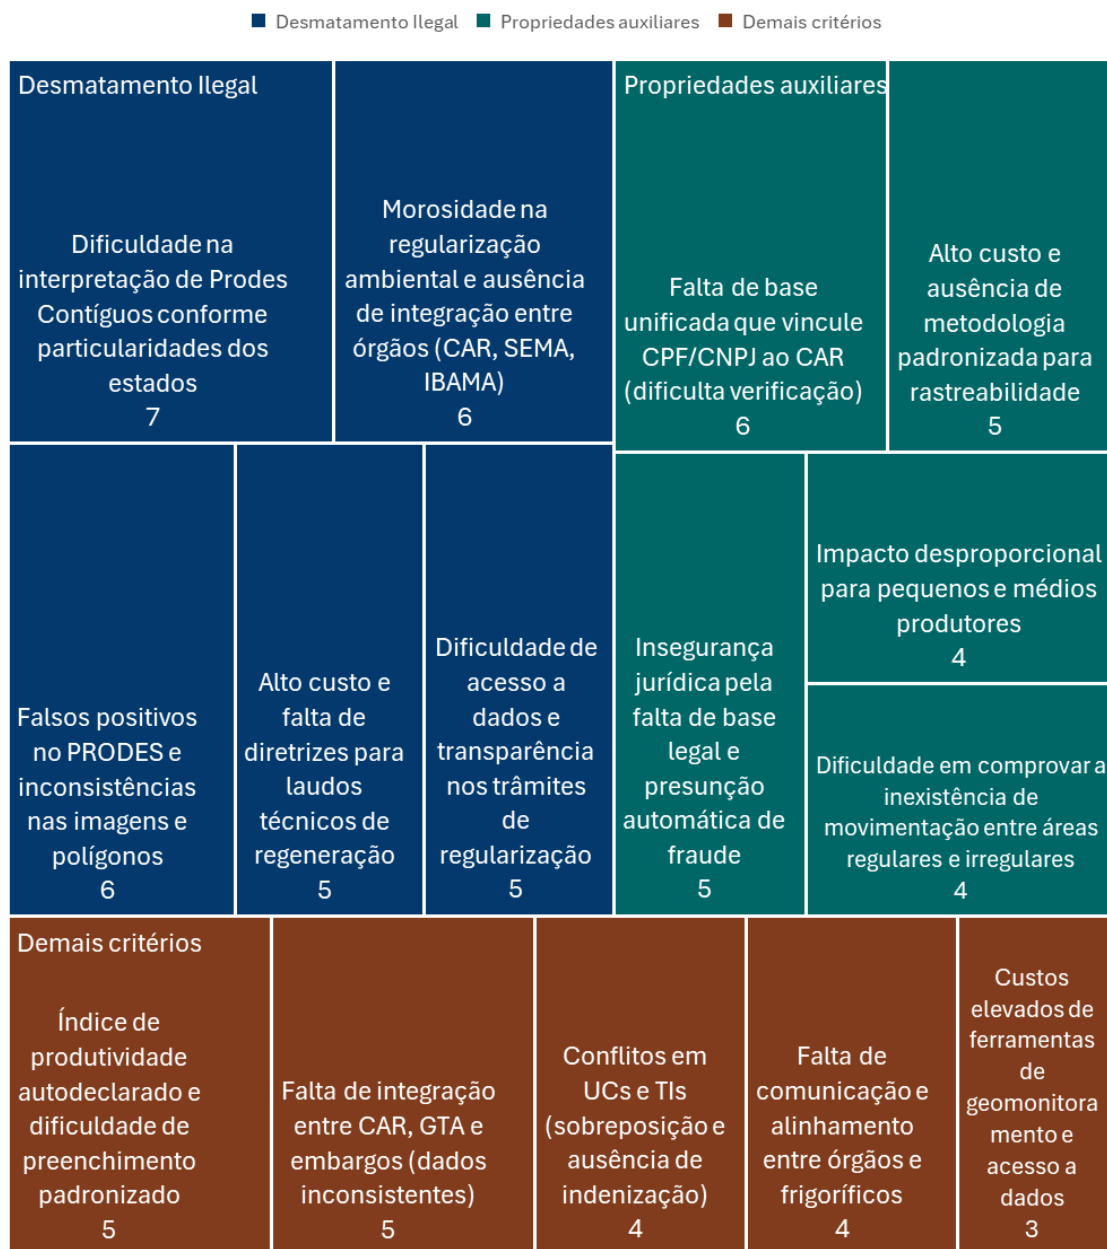 Desmatamento Ilegal Propriedades auxiliares Demais critérios
Desmatamento Ilegal
Dificuldade na
interpretação de Prodes
Contíguos conforme
particularidades dos
estados
7
Morosidade na
regularização
ambiental e ausência
de integração entre
órgãos (CAR, SEMA,
IBAMA)
6
Falsos positivos
no PRODES e
inconsistências
nas imagens e
polígonos
6
Alto custo e
falta de
diretrizes para
laudos
técnicos de
regeneração
5
Dificuldade de
acesso a
dados e
transparência
nos trâmites
de
regularização
5
Propriedades auxiliares
Falta de base
unificada que vincule
CPF/CNPJ ao CAR
(dificulta verificação)
6
Alto custo e
ausência de
metodologia
padronizada para
rastreabilidade
5
Insegurança
jurídica pela
falta de base
legal e
presunção
automática de
fraude
5
Impacto desproporcional
para pequenos e médios
produtores
4
Dificuldade em comprovar a
inexistência de
movimentação entre áreas
regulares e irregulares
4
Demais critérios
Índice de
produtividade
autodeclarado e
dificuldade de
preenchimento
padronizado
5
Falta de integração
entre CAR, GTA e
embargos (dados
inconsistentes)
5
Conflitos em
UCs e TIs
(sobreposição e
ausência de
indenização)
4
Falta de
comunicação e
alinhamento
entre órgãos e
frigoríficos
4
Custos
elevados de
ferramentas
de
geomonitora
mento e
acesso a
dados
3